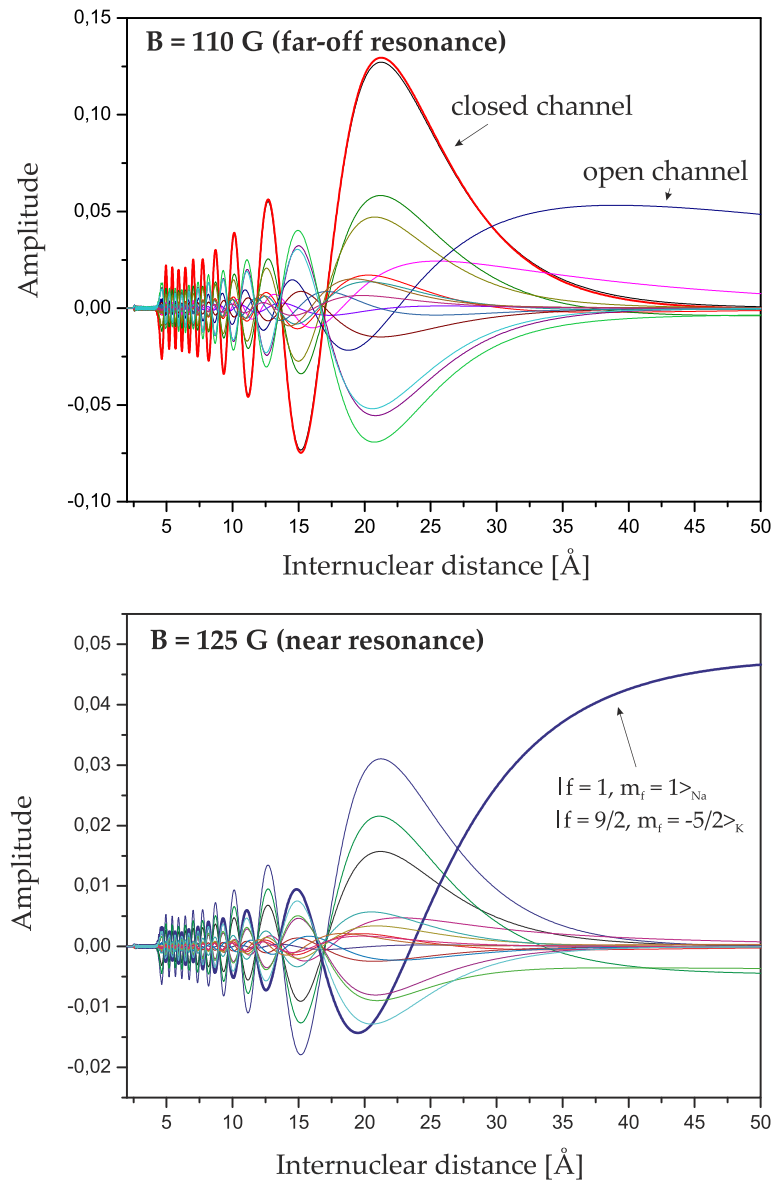 B = 110 G (far-off resonance)
closed channel
open channel
Amplitude
0,15
0,10
0,05
0,00
-0,05
-0,10
5 10 15 20 25 30 35 40 45 50
Internuclear distance [Å]
B = 125 G (near resonance)
|f = 1, m_f = 1>_Na
|f = 9/2, m_f = -5/2>_K
Amplitude
0,05
0,04
0,03
0,02
0,01
0,00
-0,01
-0,02
5 10 15 20 25 30 35 40 45 50
Internuclear distance [Å]